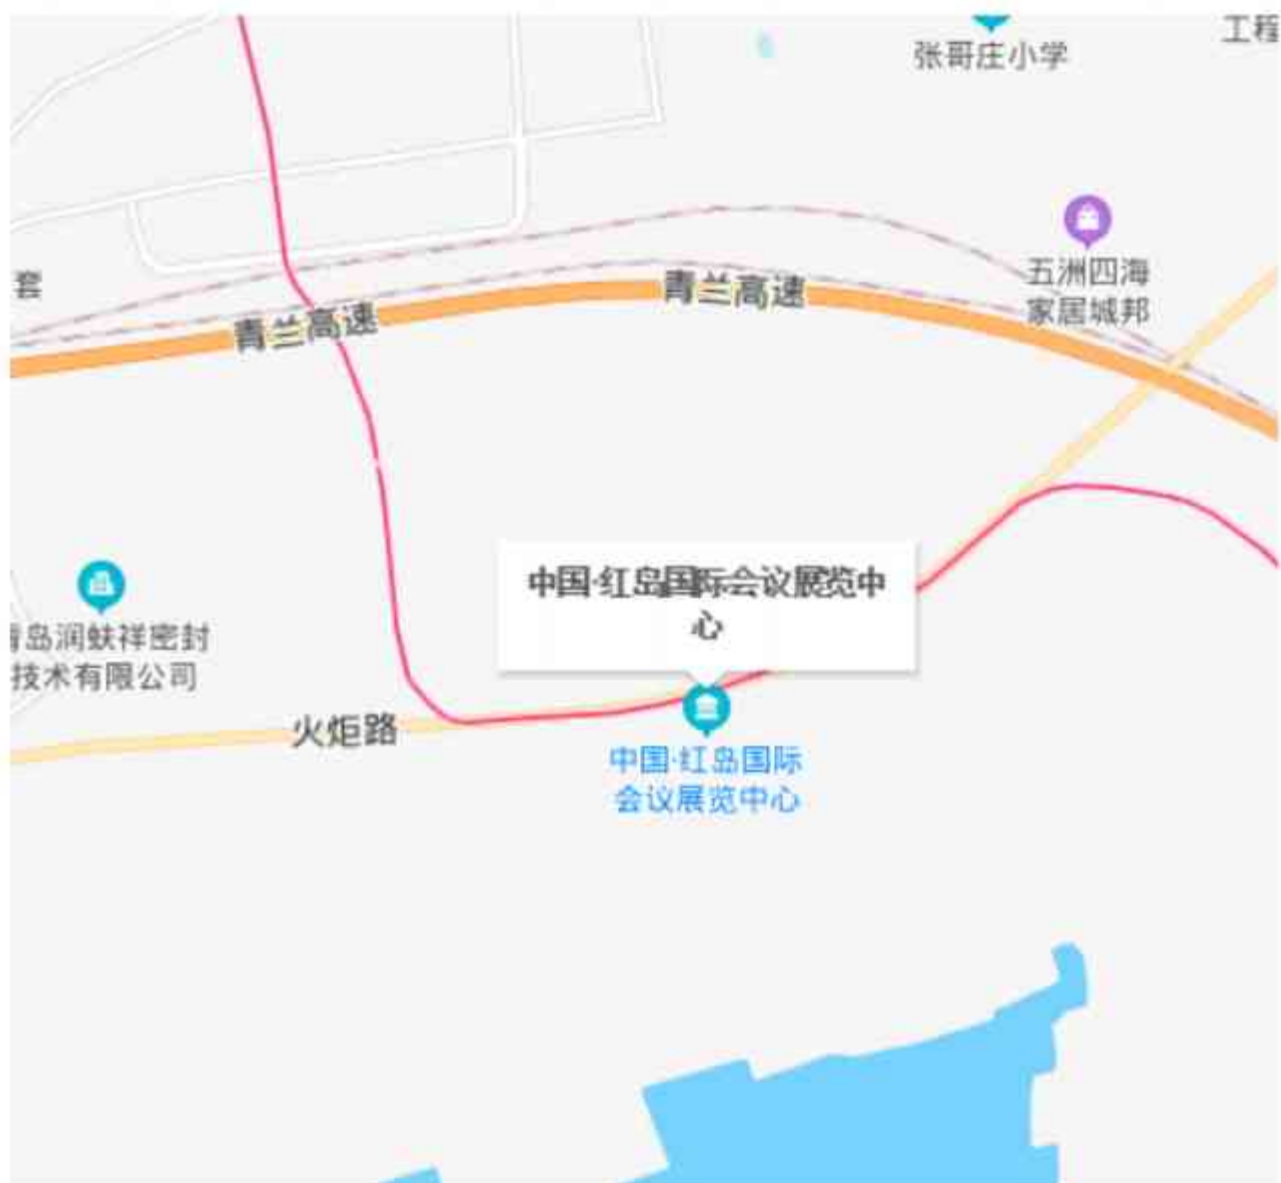 工程
张哥庄小学
五洲四海
家居城邦
套
青兰高速
青兰高速
中国·红岛国际会议展览中
心
岛润蚨祥密封
技术有限公司
火炬路
中国·红岛国际
会议展览中心